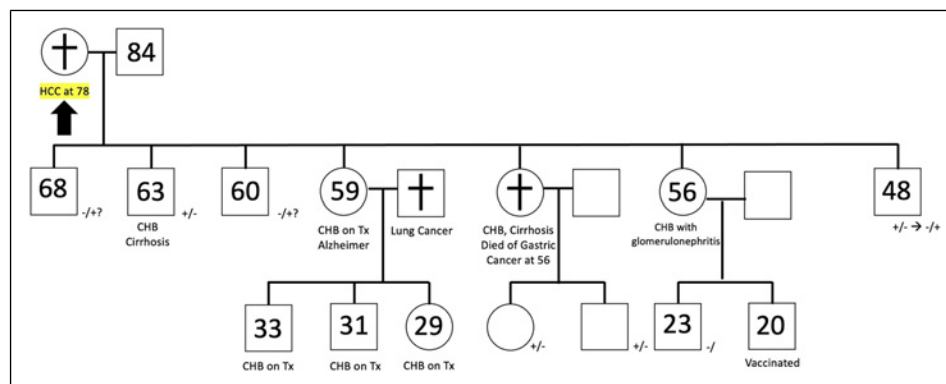 84
HCC at 78
68
-/+?
63
+/-
CHB
Cirrhosis
60
-/+?
59
CHB on Tx
Alzheimer
Lung Cancer
CHB, Cirrhosis
Died of Gastric
Cancer at 56
56
CHB with
glomerulonephritis
48
+/- → -/+
33
CHB on Tx
31
CHB on Tx
29
CHB on Tx
+/-
+/-
23
-/
20
Vaccinated